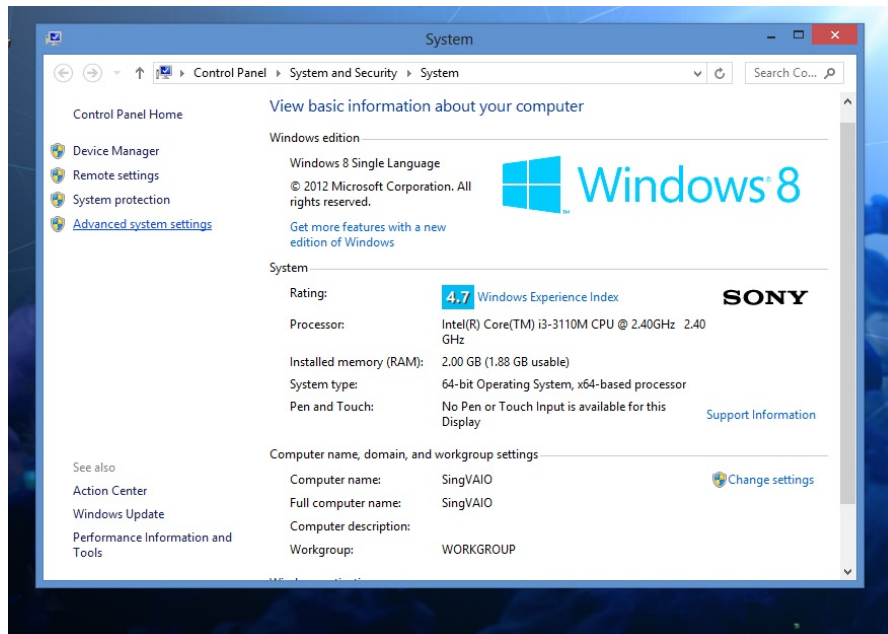 System
Control Panel ▸ System and Security ▸ System
Search Co...
Control Panel Home
Device Manager
Remote settings
System protection
Advanced system settings
See also
Action Center
Windows Update
Performance Information and
Tools
View basic information about your computer
Windows edition
Windows 8 Single Language
© 2012 Microsoft Corporation. All
rights reserved.
Get more features with a new
edition of Windows
Windows 8
System
Rating: 4.7 Windows Experience Index
SONY
Processor: Intel(R) Core(TM) i3-3110M CPU @ 2.40GHz 2.40
GHz
Installed memory (RAM): 2.00 GB (1.88 GB usable)
System type: 64-bit Operating System, x64-based processor
Pen and Touch: No Pen or Touch Input is available for this
Display
Support Information
Computer name, domain, and workgroup settings
Computer name: SingVAIO
Change settings
Full computer name: SingVAIO
Computer description:
Workgroup: WORKGROUP